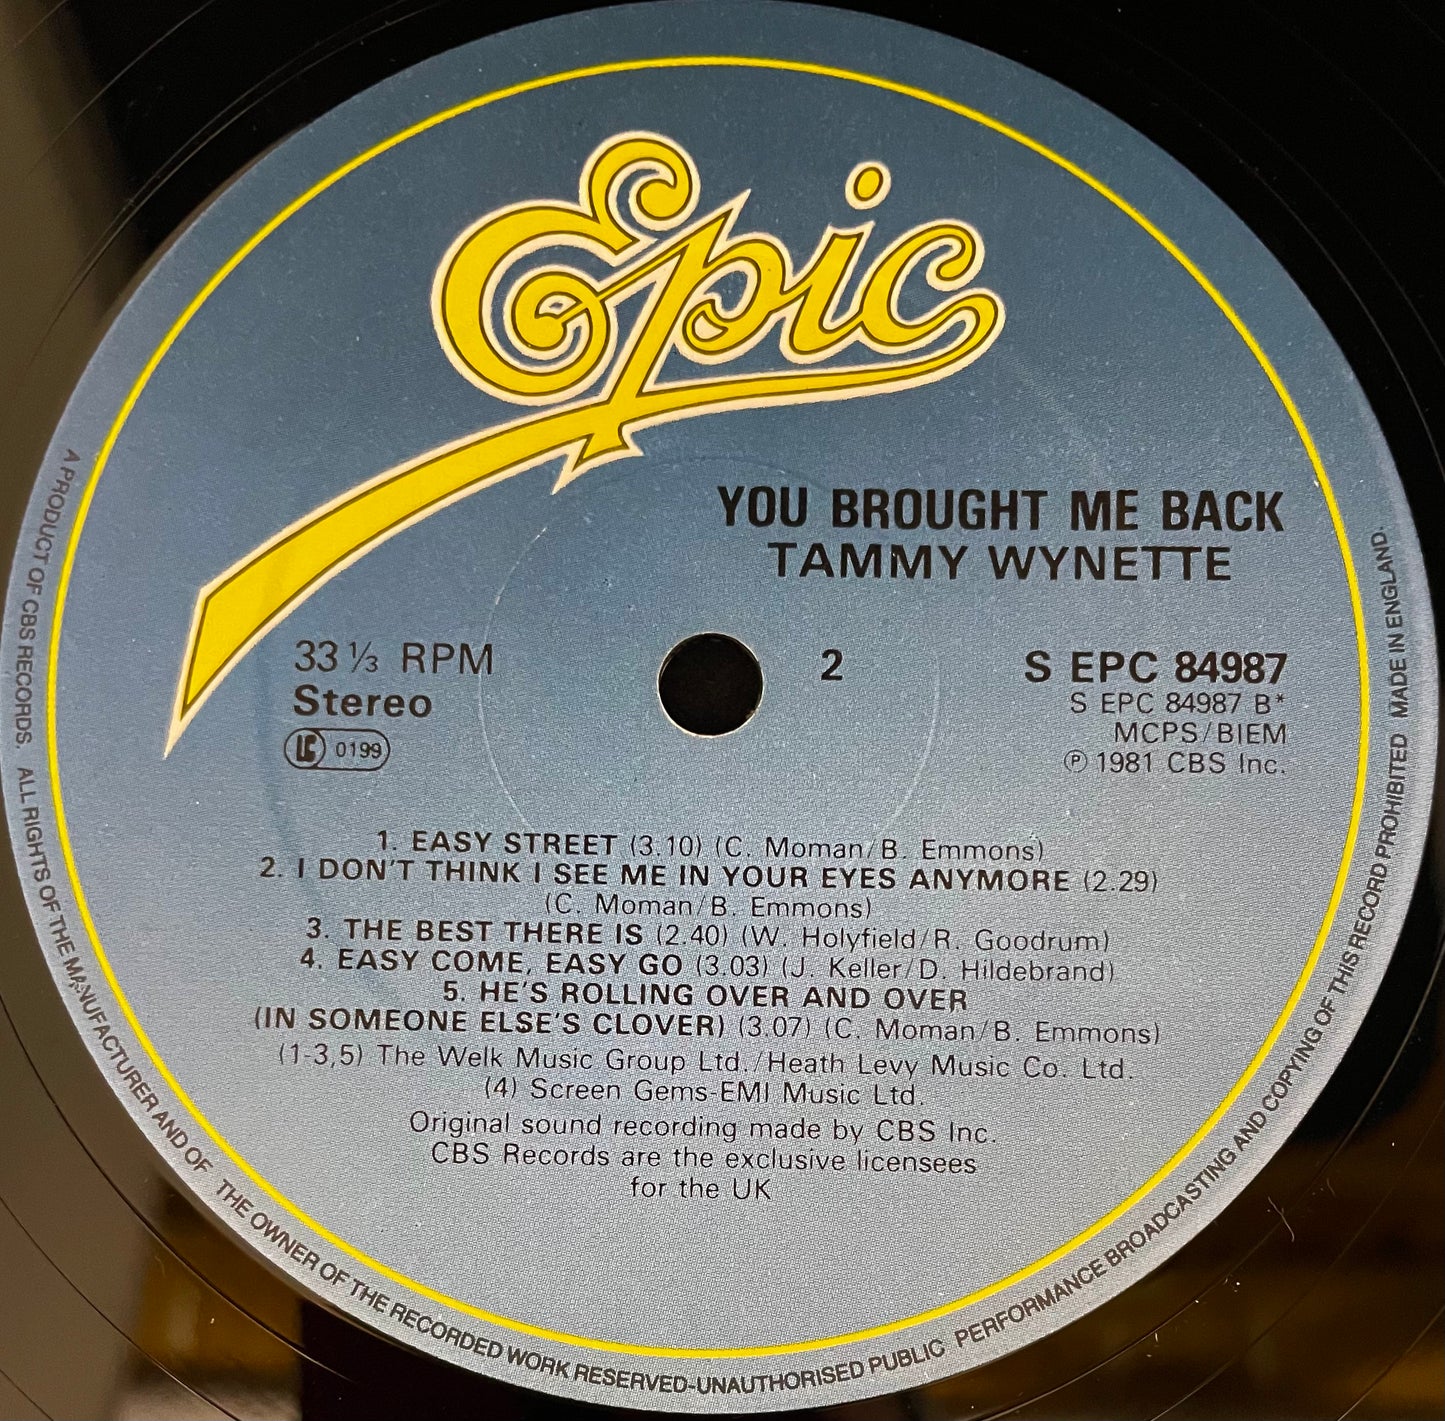 Epic
YOU BROUGHT ME BACK
TAMMY WYNETTE
33 ⅓ RPM
Stereo
LC 0199
2
S EPC 84987
S EPC 84987 B*
MCPS/BIEM
℗ 1981 CBS Inc.
1. EASY STREET (3.10) (C. Moman/B. Emmons)
2. I DON'T THINK I SEE ME IN YOUR EYES ANYMORE (2.29)
(C. Moman/B. Emmons)
3. THE BEST THERE IS (2.40) (W. Holyfield/R. Goodrum)
4. EASY COME, EASY GO (3.03) (J. Keller/D. Hildebrand)
5. HE'S ROLLING OVER AND OVER
(IN SOMEONE ELSE'S CLOVER) (3.07) (C. Moman/B. Emmons)
(1-3,5) The Welk Music Group Ltd./Heath Levy Music Co. Ltd.
(4) Screen Gems-EMI Music Ltd.
Original sound recording made by CBS Inc.
CBS Records are the exclusive licensees
for the UK
A PRODUCT OF CBS RECORDS. ALL RIGHTS OF THE MANUFACTURER AND OF THE OWNER OF THE RECORDED WORK RESERVED-UNAUTHORISED PUBLIC PERFORMANCE BROADCASTING AND COPYING OF THIS RECORD PROHIBITED MADE IN ENGLAND.